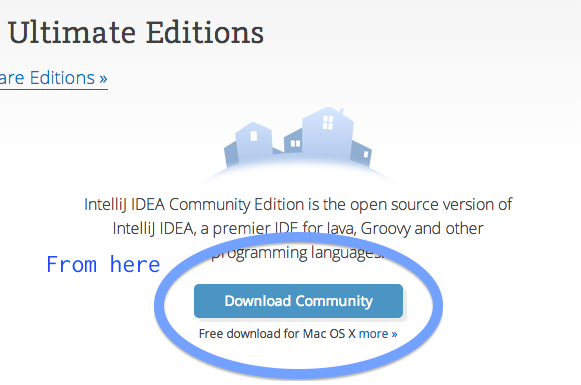 Ultimate Editions
are Editions »
IntelliJ IDEA Community Edition is the open source version of
IntelliJ IDEA, a premier IDE for Java, Groovy and other
programming languages.
From here
Download Community
Free download for Mac OS X more »